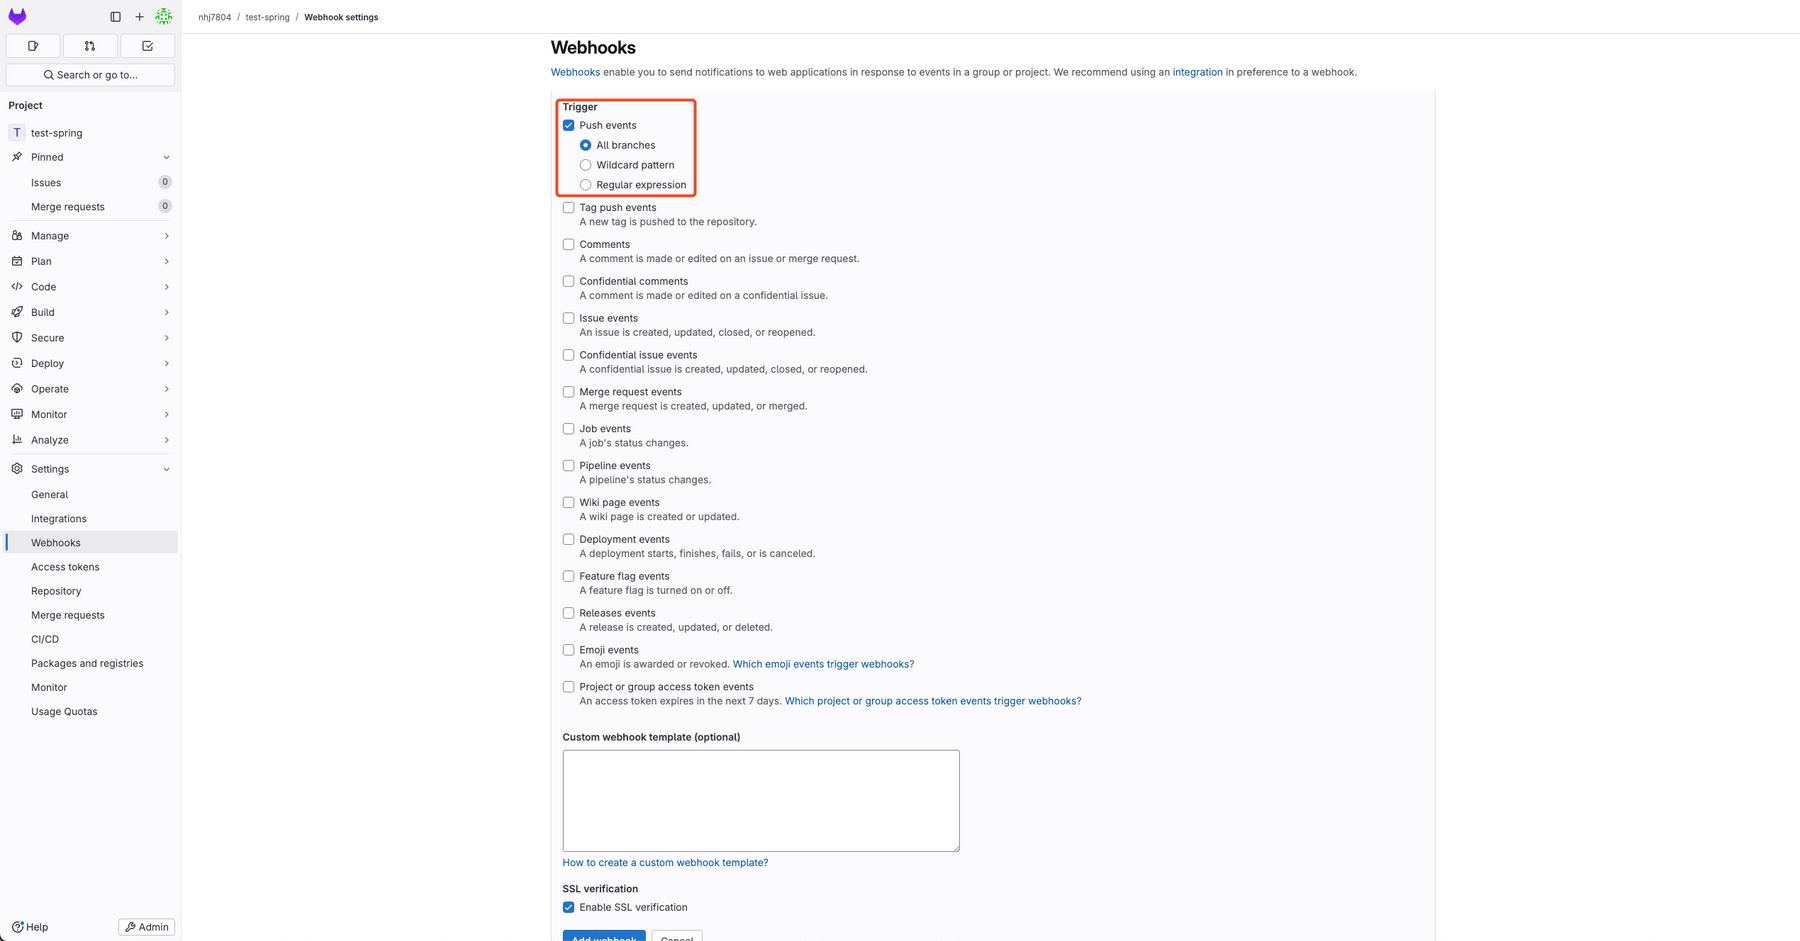 nhj7804 / test-spring / Webhook settings
Search or go to...
Project
T test-spring
Pinned
Issues 0
Merge requests 0
Manage
Plan
Code
Build
Secure
Deploy
Operate
Monitor
Analyze
Settings
General
Integrations
Webhooks
Access tokens
Repository
Merge requests
CI/CD
Packages and registries
Monitor
Usage Quotas
Help
Admin
Webhooks
Webhooks enable you to send notifications to web applications in response to events in a group or project. We recommend using an integration in preference to a webhook.
Trigger
Push events
All branches
Wildcard pattern
Regular expression
Tag push events
A new tag is pushed to the repository.
Comments
A comment is made or edited on an issue or merge request.
Confidential comments
A comment is made or edited on a confidential issue.
Issue events
An issue is created, updated, closed, or reopened.
Confidential issue events
A confidential issue is created, updated, closed, or reopened.
Merge request events
A merge request is created, updated, or merged.
Job events
A job's status changes.
Pipeline events
A pipeline's status changes.
Wiki page events
A wiki page is created or updated.
Deployment events
A deployment starts, finishes, fails, or is canceled.
Feature flag events
A feature flag is turned on or off.
Releases events
A release is created, updated, or deleted.
Emoji events
An emoji is awarded or revoked. Which emoji events trigger webhooks?
Project or group access token events
An access token expires in the next 7 days. Which project or group access token events trigger webhooks?
Custom webhook template (optional)
How to create a custom webhook template?
SSL verification
Enable SSL verification
Add webhook
Cancel